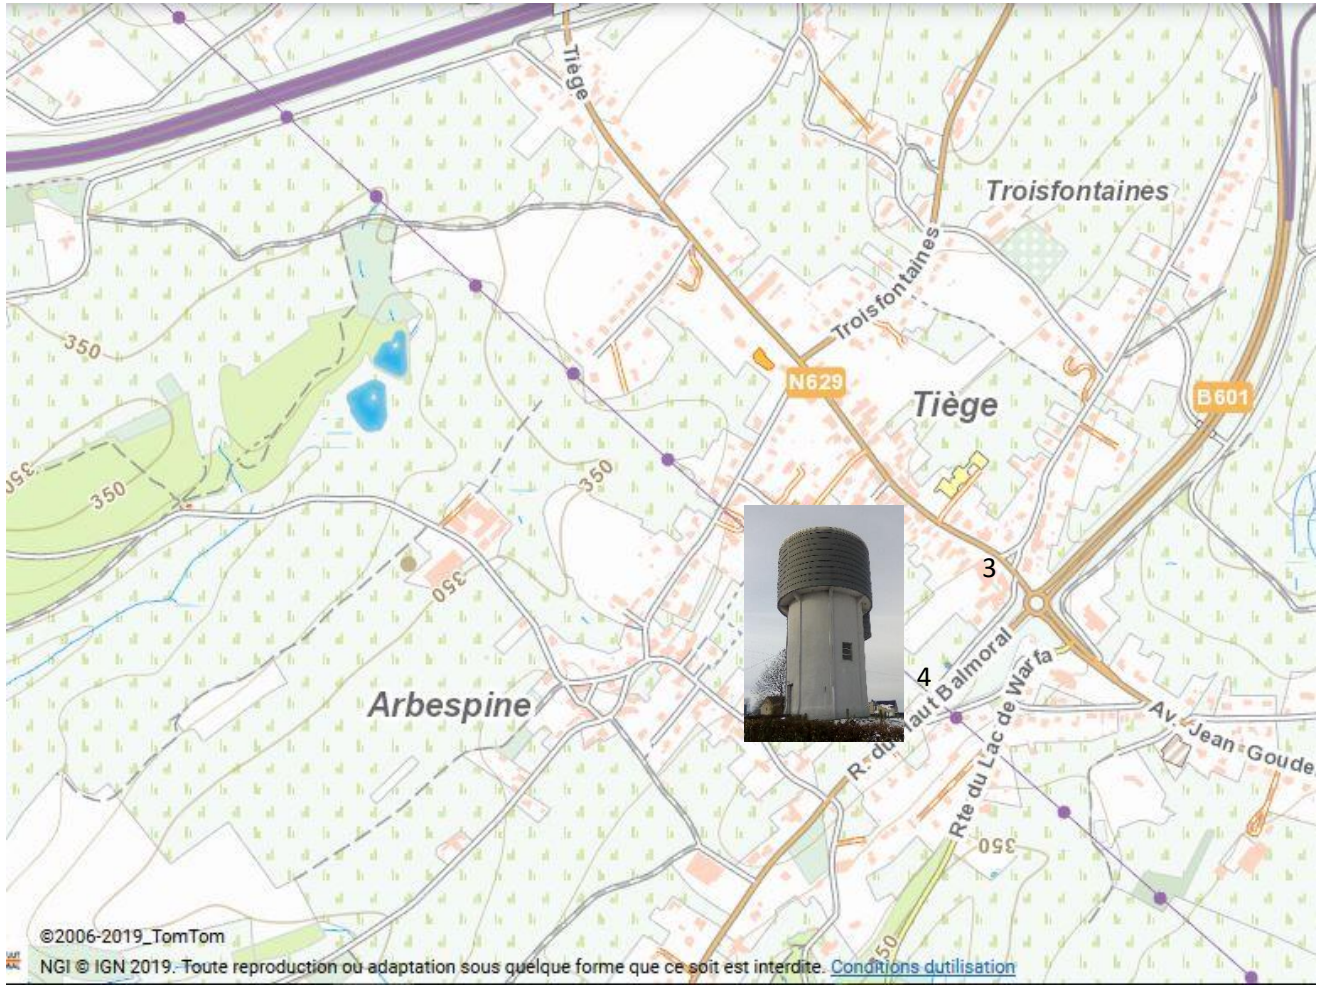 Tiège
Troisfontaines
Troisfontaines
350
N629
Tiège
B601
350
350
350
350
3
4
R. du Haut Balmoral
Rte du Lac de Warfa
Arbespine
Av. Jean Goude
350
350
©2006-2019_TomTom
NGI © IGN 2019. Toute reproduction ou adaptation sous quelque forme que ce soit est interdite. Conditions dutilisation